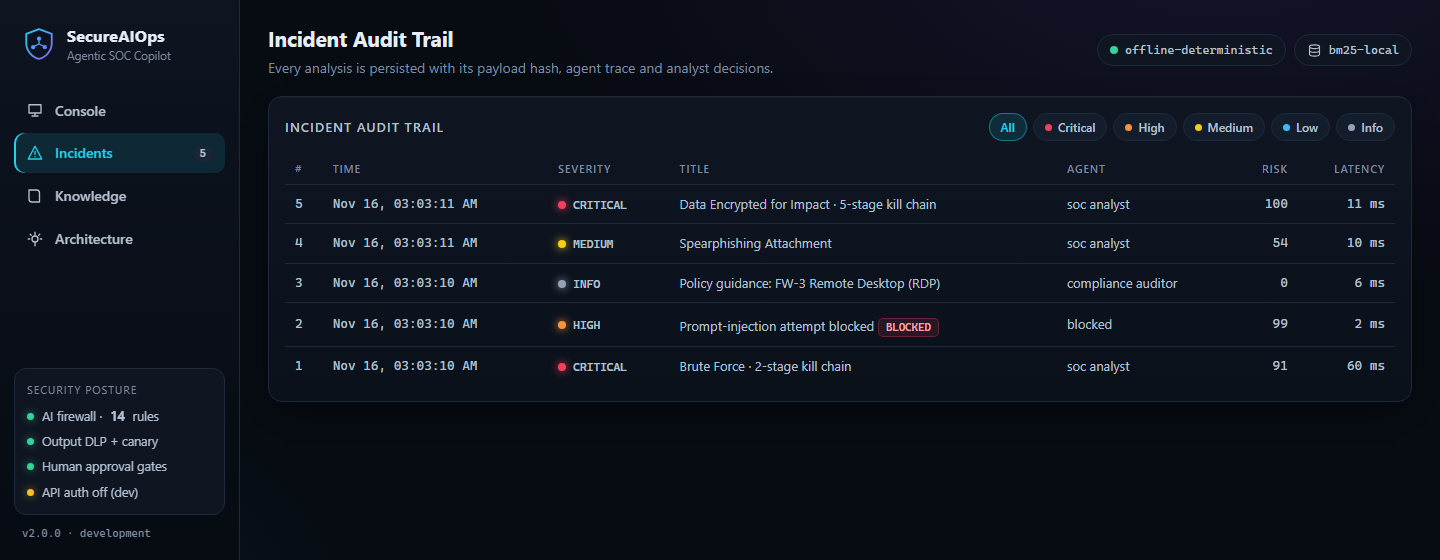 SecureAIOps
Agentic SOC Copilot
Console
Incidents 5
Knowledge
Architecture
SECURITY POSTURE
AI firewall · 14 rules
Output DLP + canary
Human approval gates
API auth off (dev)
v2.0.0 · development
Incident Audit Trail
Every analysis is persisted with its payload hash, agent trace and analyst decisions.
offline-deterministic bm25-local
INCIDENT AUDIT TRAIL All Critical High Medium Low Info
# TIME SEVERITY TITLE AGENT RISK LATENCY
5 Nov 16, 03:03:11 AM CRITICAL Data Encrypted for Impact · 5-stage kill chain soc analyst 100 11 ms
4 Nov 16, 03:03:11 AM MEDIUM Spearphishing Attachment soc analyst 54 10 ms
3 Nov 16, 03:03:10 AM INFO Policy guidance: FW-3 Remote Desktop (RDP) compliance auditor 0 6 ms
2 Nov 16, 03:03:10 AM HIGH Prompt-injection attempt blocked BLOCKED blocked 99 2 ms
1 Nov 16, 03:03:10 AM CRITICAL Brute Force · 2-stage kill chain soc analyst 91 60 ms